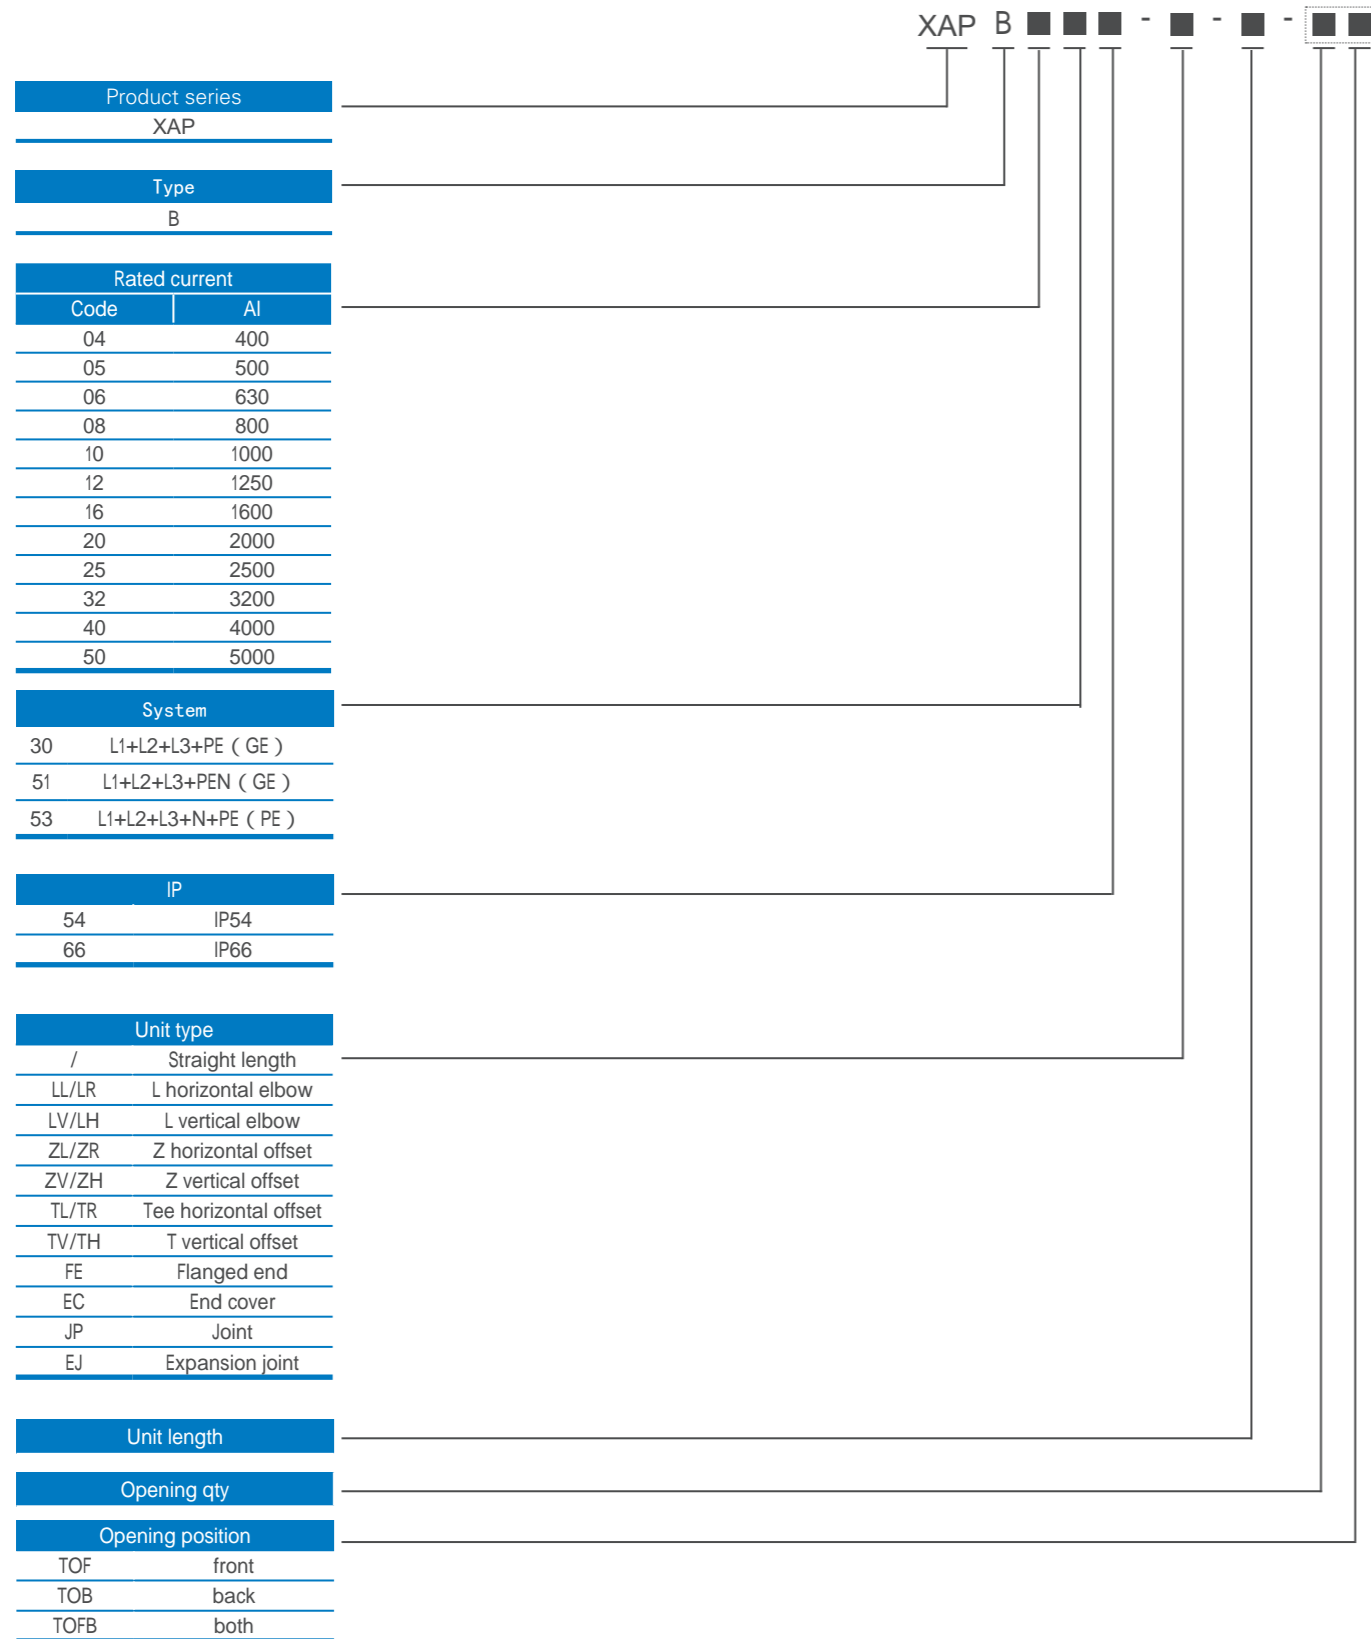 XAP B ■ ■ ■ - ■ - ■ - ■ ■
Product series
XAP
Type
B
Rated current
Code Al
04 400
05 500
06 630
08 800
10 1000
12 1250
16 1600
20 2000
25 2500
32 3200
40 4000
50 5000
System
30 L1+L2+L3+PE ( GE )
51 L1+L2+L3+PEN ( GE )
53 L1+L2+L3+N+PE ( PE )
IP
54 IP54
66 IP66
Unit type
/ Straight length
LL/LR L horizontal elbow
LV/LH L vertical elbow
ZL/ZR Z horizontal offset
ZV/ZH Z vertical offset
TL/TR Tee horizontal offset
TV/TH T vertical offset
FE Flanged end
EC End cover
JP Joint
EJ Expansion joint
Unit length
Opening qty
Opening position
TOF front
TOB back
TOFB both